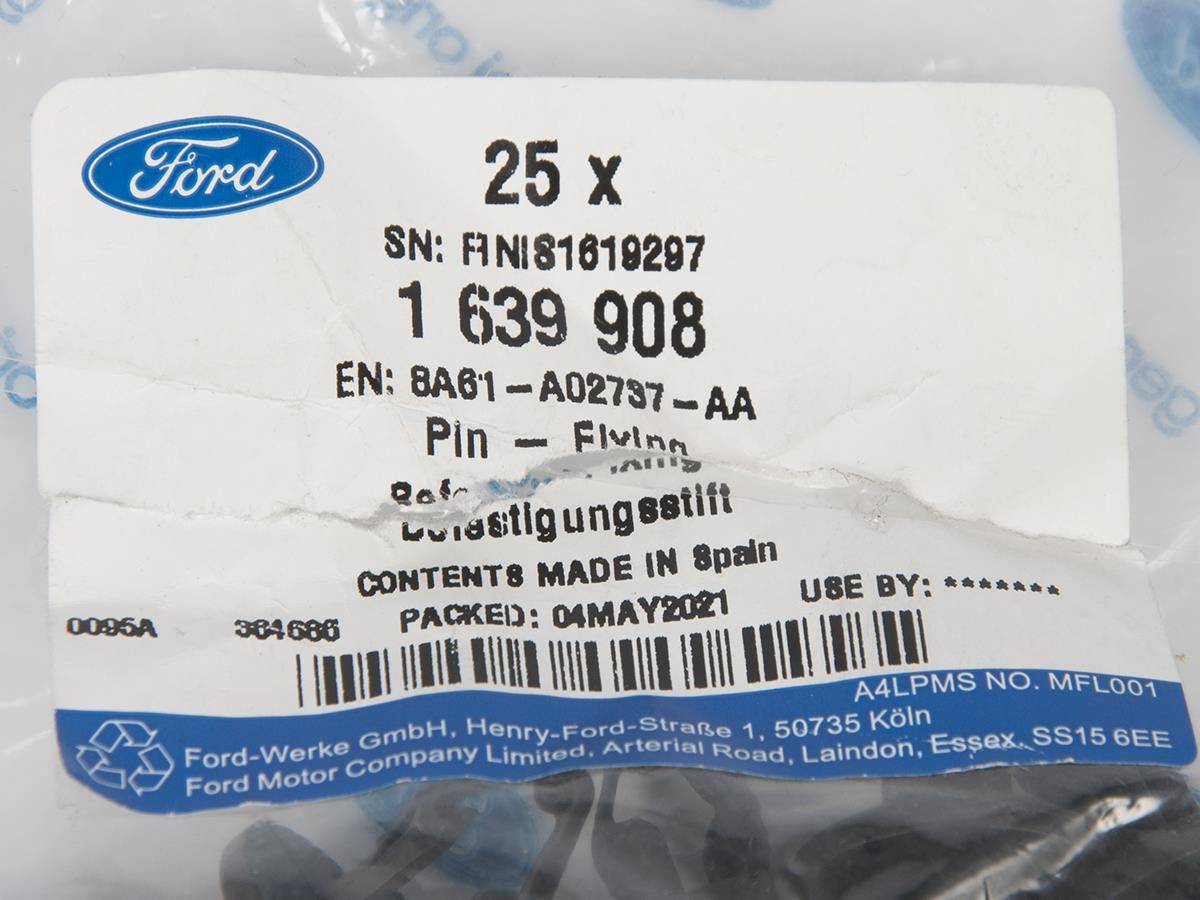 Ford
25 x
SN: FINIS1619297
1 639 908
EN: 8A61-A02737-AA
Pin - Fixing
Befestigungsstift
CONTENTS MADE IN Spain
PACKED: 04MAY2021 USE BY: *******
0095A 361686
A4LPMS NO. MFL001
Ford-Werke GmbH, Henry-Ford-Straße 1, 50735 Köln
Ford Motor Company Limited, Arterial Road, Laindon, Essex. SS15 6EE